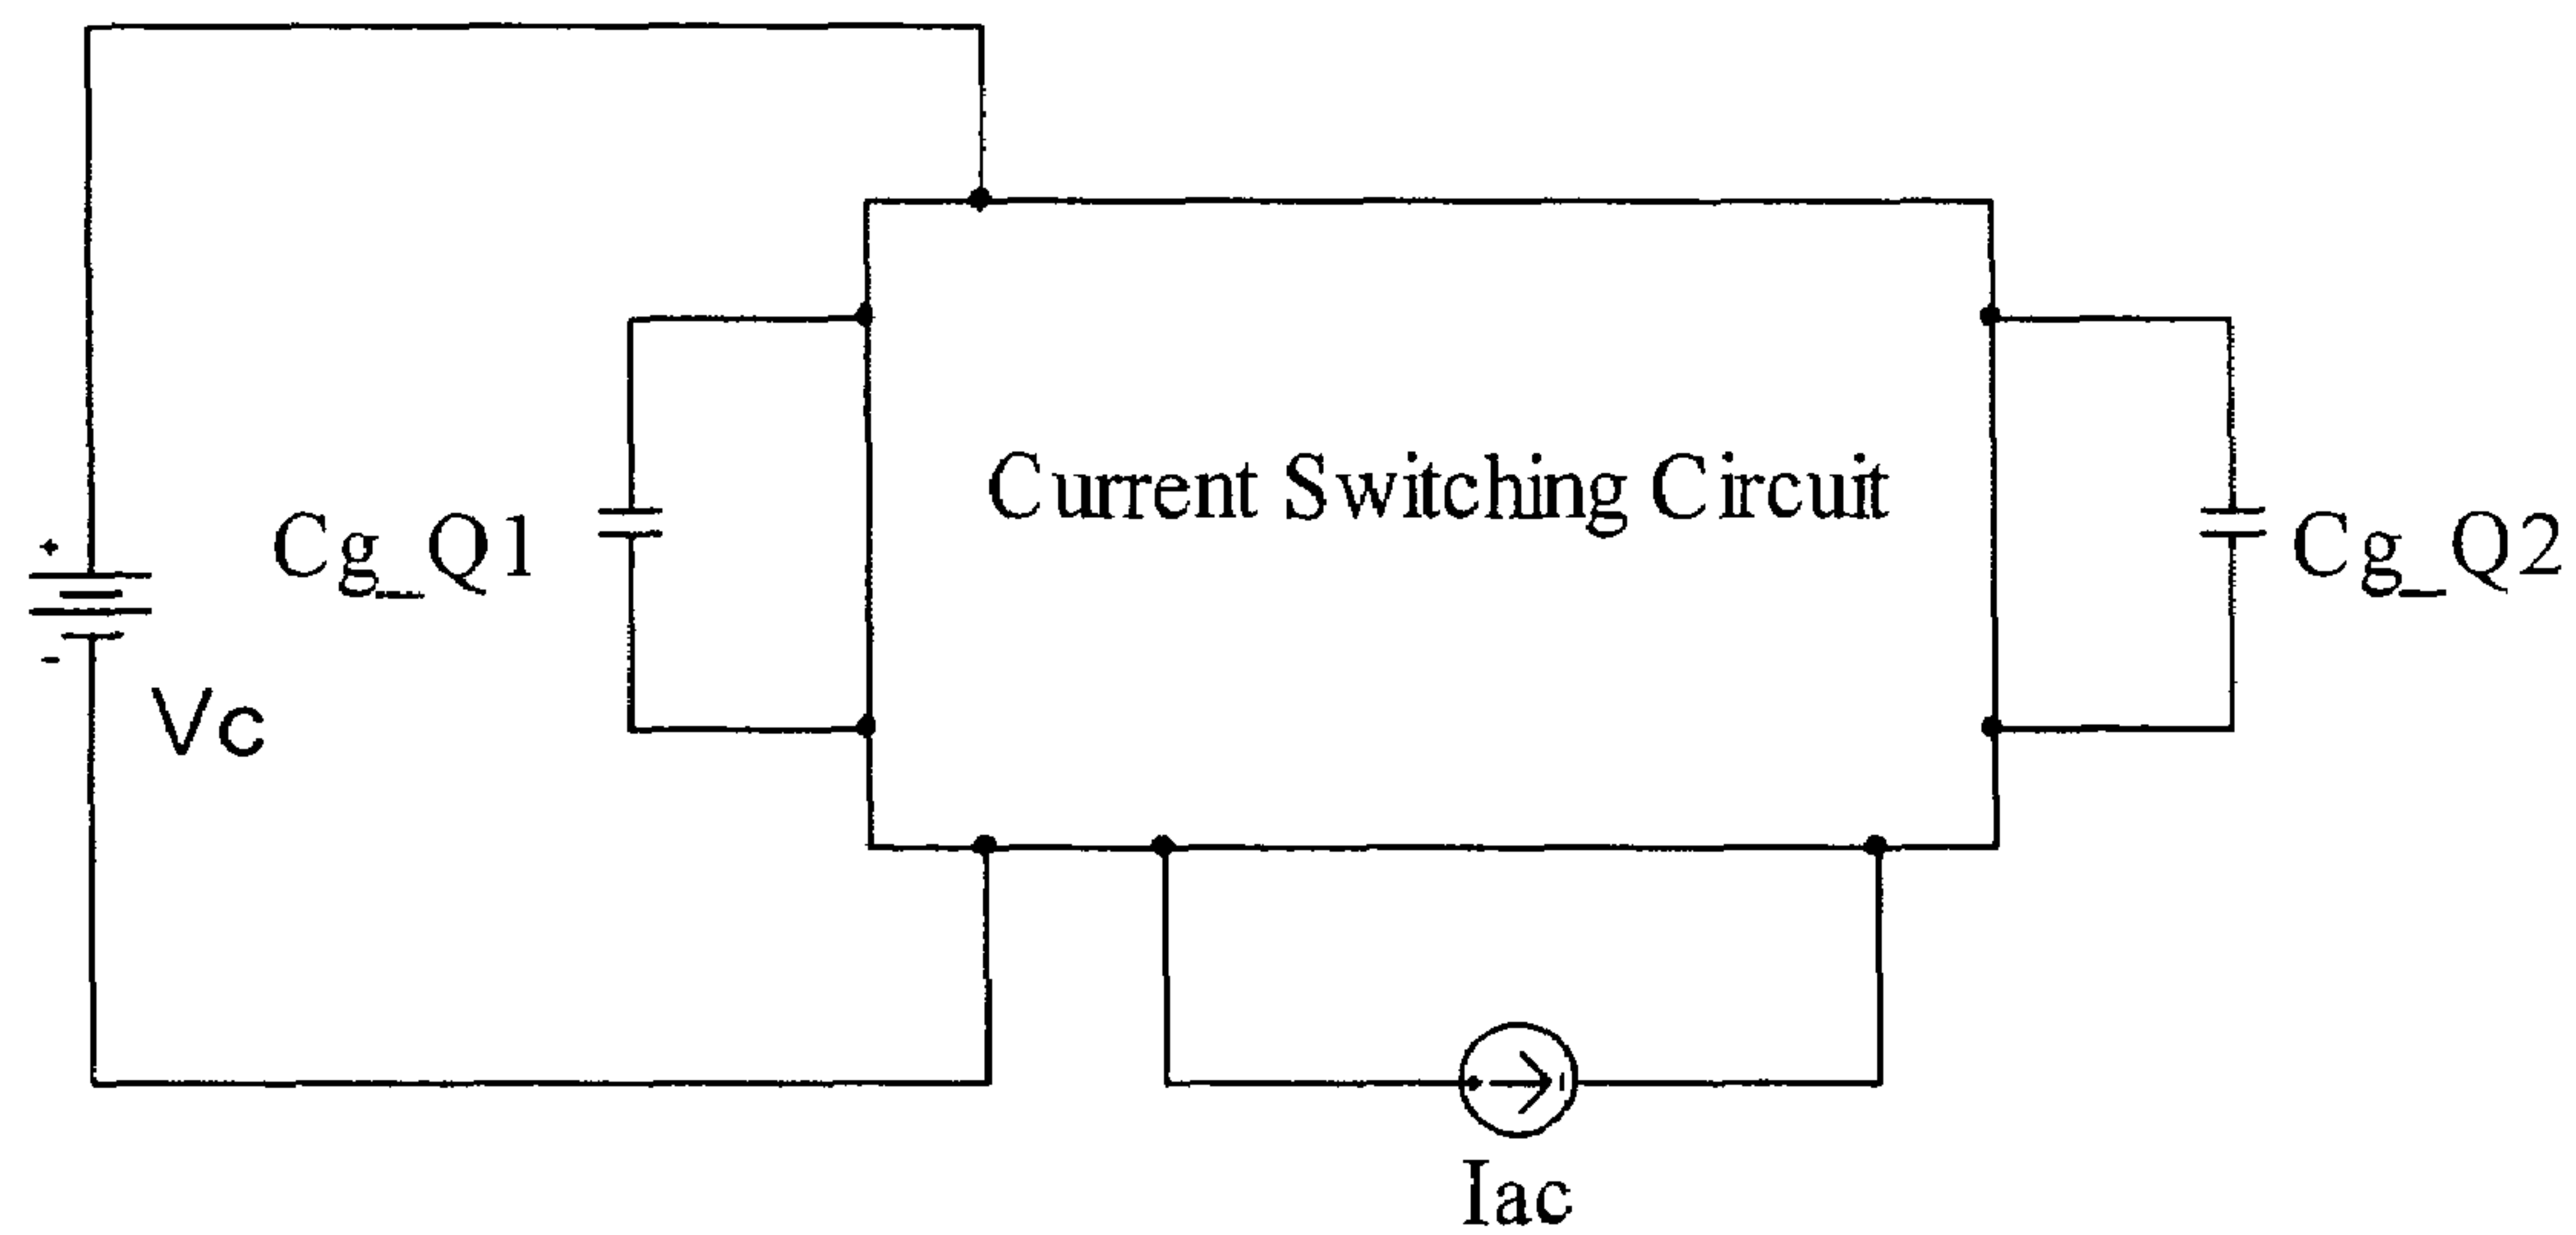 Current Switching Circuit
Cg_Q1
Cg_Q2
+
-
Vc
Iac